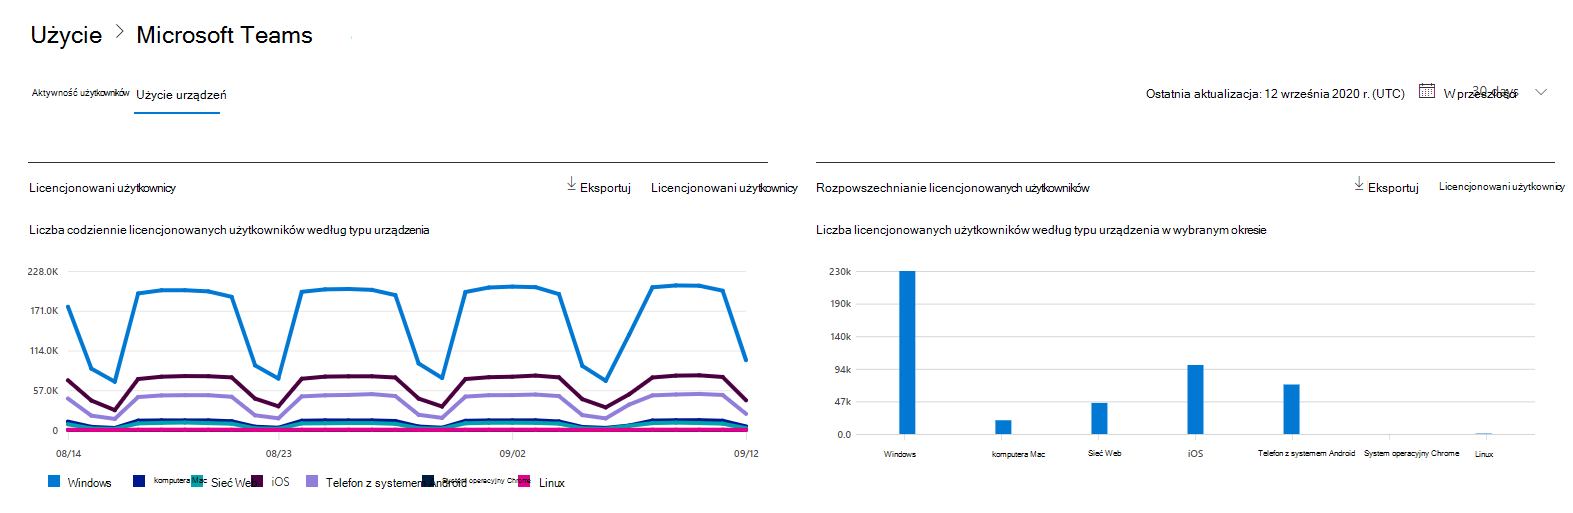 Użycie > Microsoft Teams
Aktywność użytkowników Użycie urządzeń
Ostatnia aktualizacja: 12 września 2020 r. (UTC) W przeszłości 30 days
Licencjonowani użytkownicy Eksportuj Licencjonowani użytkownicy
Liczba codziennie licencjonowanych użytkowników według typu urządzenia
228.0K
171.0K
114.0K
57.0K
0
08/14 08/23 09/02 09/12
Windows komputera Mac Sieć Web iOS Telefon z systemem Android System operacyjny Chrome Linux
Rozpowszechnianie licencjonowanych użytkowników Eksportuj Licencjonowani użytkownicy
Liczba licencjonowanych użytkowników według typu urządzenia w wybranym okresie
230k
190k
140k
94k
47k
0.0
Windows komputera Mac Sieć Web iOS Telefon z systemem Android System operacyjny Chrome Linux